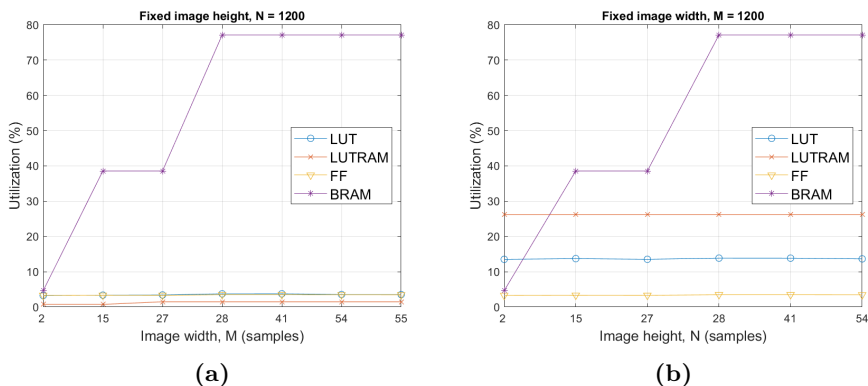 Fixed image height, N = 1200
80
70
60
50
40
30
20
10
0
Utilization (%)
LUT
LUTRAM
FF
BRAM
2 15 27 28 41 54 55
Image width, M (samples)
(a)
Fixed image width, M = 1200
80
70
60
50
40
30
20
10
0
Utilization (%)
LUT
LUTRAM
FF
BRAM
2 15 27 28 41 54
Image height, N (samples)
(b)